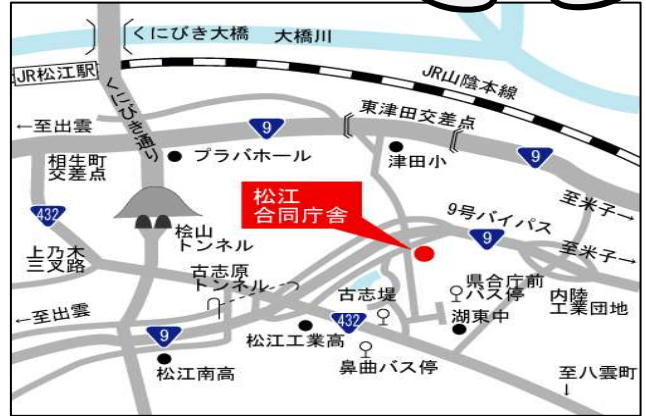 くにびき大橋
大橋川
JR松江駅
JR山陰本線
くにびき通り
東津田交差点
←至出雲
9
プラバホール
津田小
9
相生町
交差点
松江
合同庁舎
432
9号バイパス
至米子→
9
桧山
トンネル
至米子→
上乃木
三叉路
古志原
トンネル
県合庁前
バス停
内陸
工業団地
古志堤
←至出雲
432
湖東中
9
松江工業高
松江南高
鼻曲バス停
至八雲町
↓